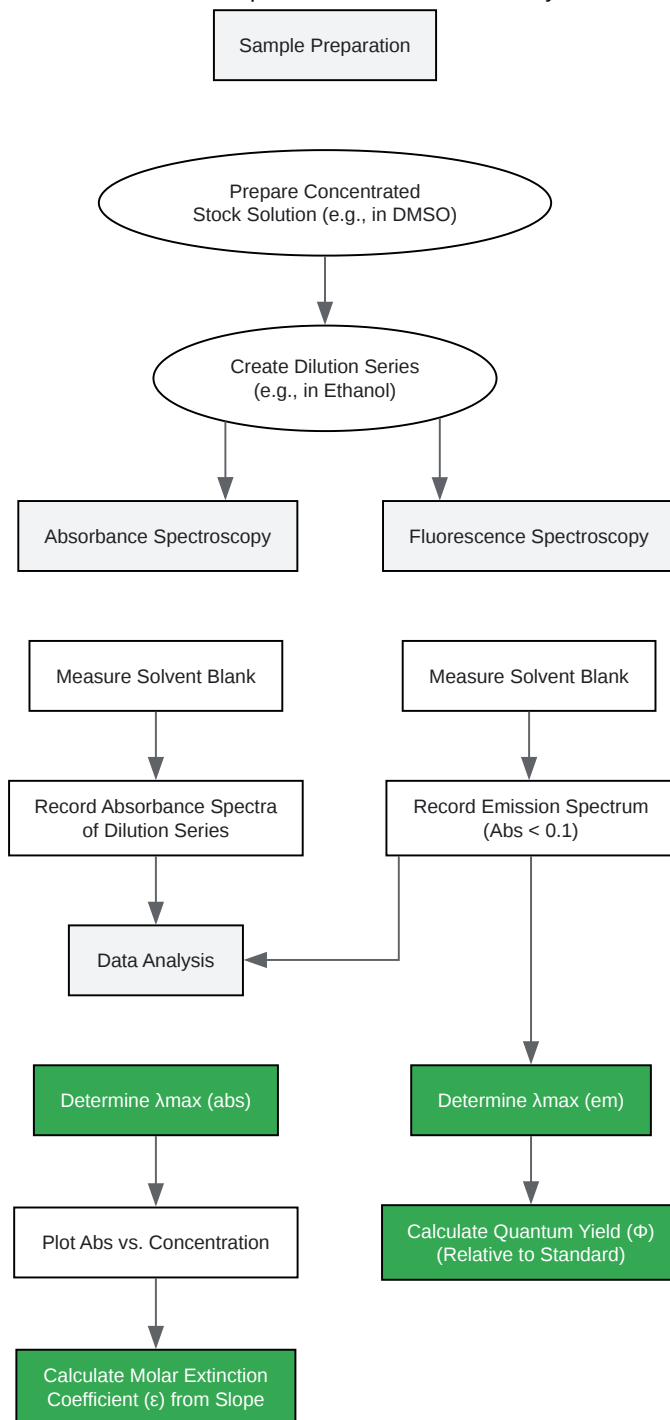 Sample Preparation
Prepare Concentrated
Stock Solution (e.g., in DMSO)
Create Dilution Series
(e.g., in Ethanol)
Absorbance Spectroscopy
Fluorescence Spectroscopy
Measure Solvent Blank
Measure Solvent Blank
Record Absorbance Spectra
of Dilution Series
Record Emission Spectrum
(Abs < 0.1)
Data Analysis
Determine λmax (abs)
Determine λmax (em)
Plot Abs vs. Concentration
Calculate Quantum Yield (Φ)
(Relative to Standard)
Calculate Molar Extinction
Coefficient (ε) from Slope